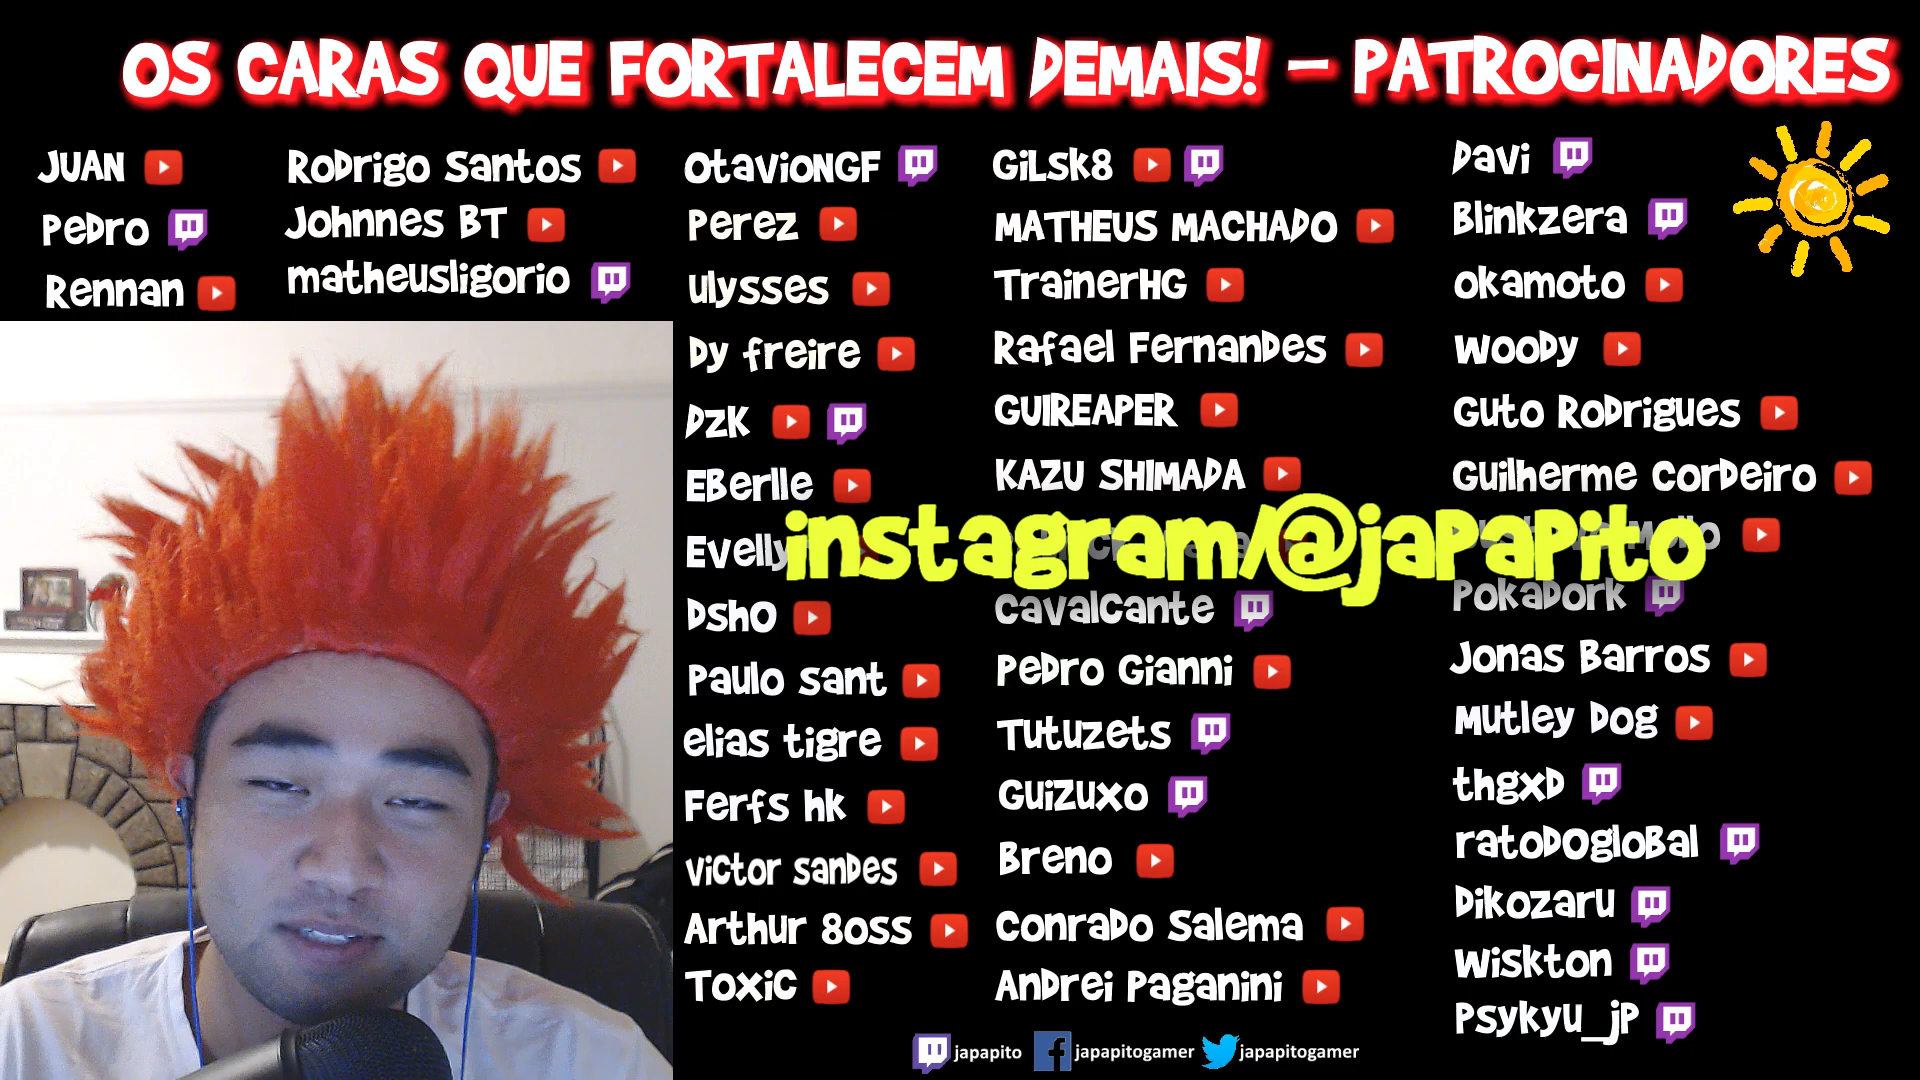 OS CARAS QUE FORTALECEM DEMAIS! - PATROCINADORES
JUAN
Pedro
Rennan
Rodrigo Santos
Johnnes BT
matheusligorio
OtavioNGF
Perez
ulysses
Dy freire
DZK
EBerlle
Evelly
Dsho
Paulo sant
elias tigre
Ferfs hk
victor sandes
Arthur 8oss
Toxic
GiLsk8
MATHEUS MACHADO
TrainerHG
Rafael Fernandes
GUIREAPER
KAZU SHIMADA
cavalcante
Pedro Gianni
Tutuzets
Guizuxo
Breno
Conrado Salema
Andrei Paganini
Davi
Blinkzera
okamoto
woody
Guto Rodrigues
Guilherme Cordeiro
Pokadork
Jonas Barros
Mutley Dog
thgxD
ratodogloBal
Dikozaru
wiskton
Psykyu_jP
instagram/@japapito
japapito
japapitogamer
japapitogamer